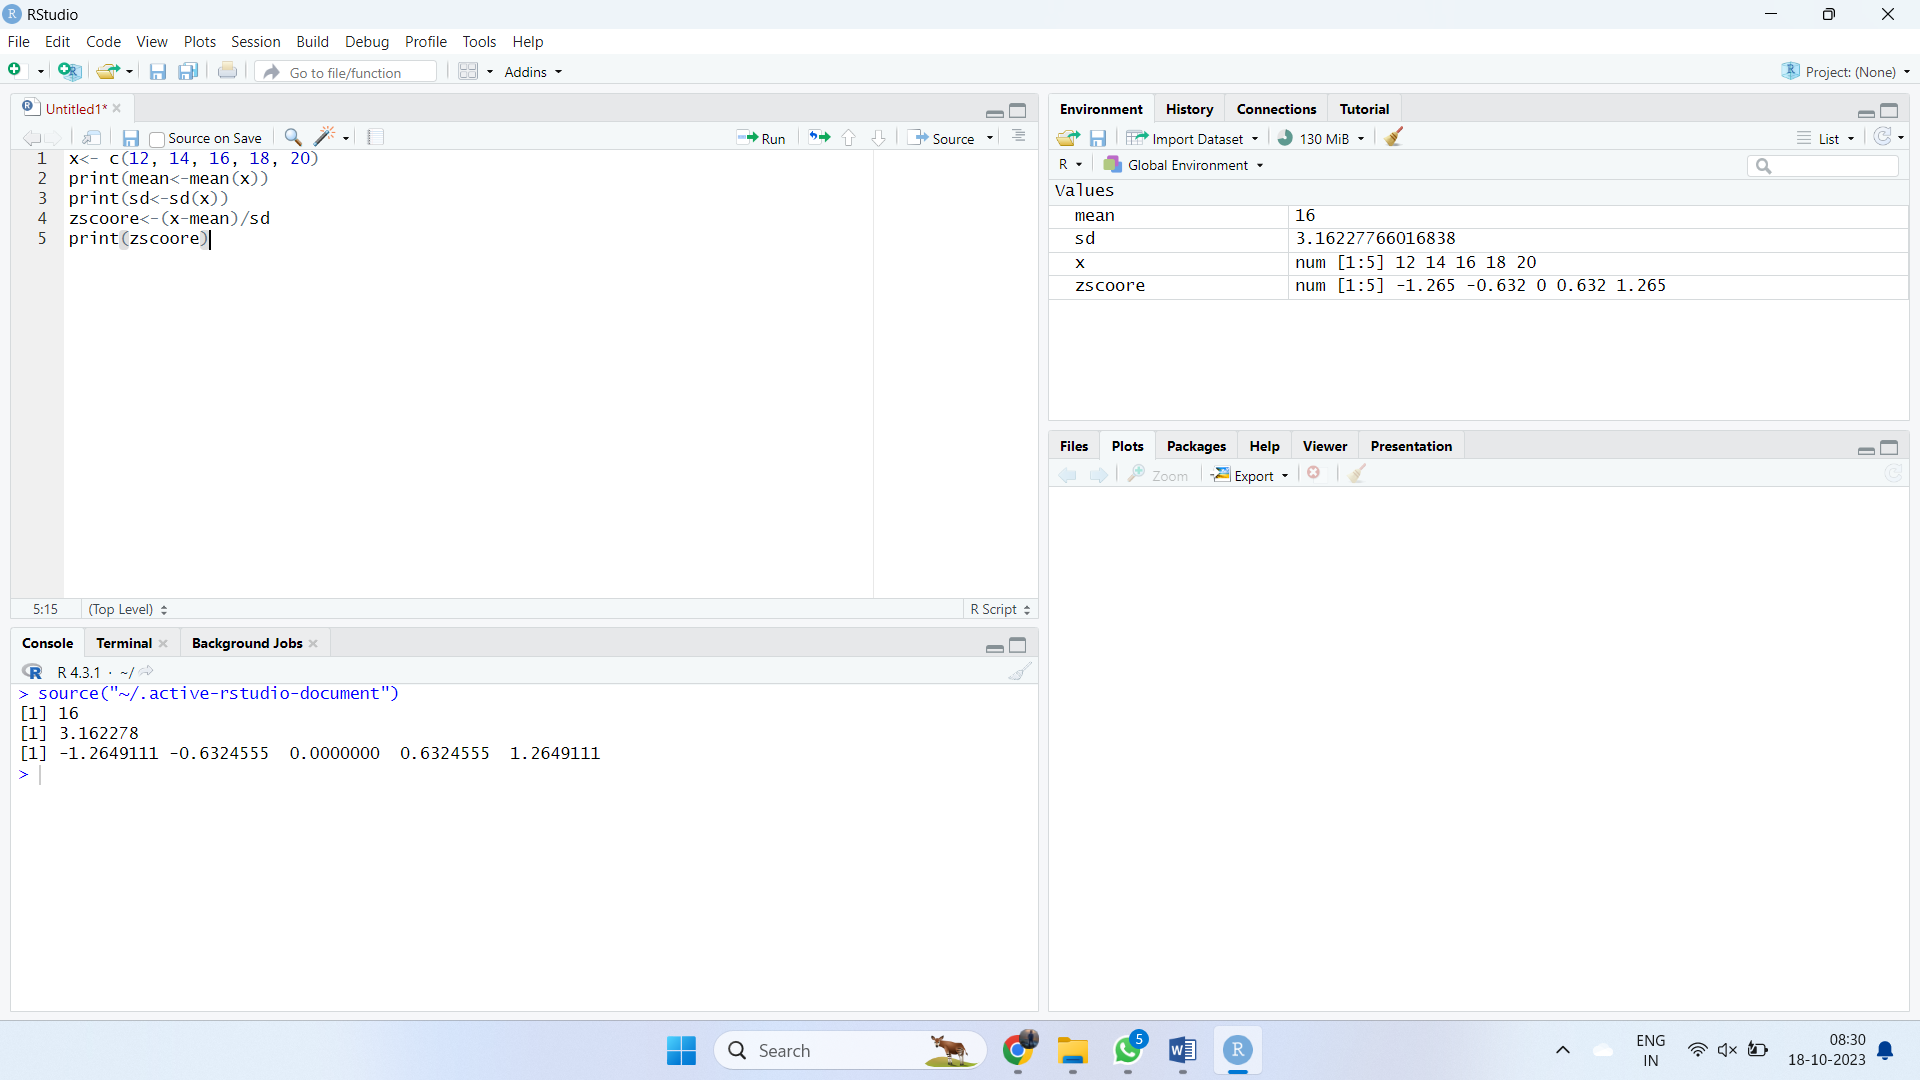 RStudio
File Edit Code View Plots Session Build Debug Profile Tools Help
Go to file/function Addins Project: (None)
Untitled1*
Source on Save Run Source
1 x<- c(12, 14, 16, 18, 20)
2 print(mean<-mean(x))
3 print(sd<-sd(x))
4 zscoore<-(x-mean)/sd
5 print(zscoore)
5:15 (Top Level) R Script
Console Terminal Background Jobs
R 4.3.1 · ~/
> source("~/.active-rstudio-document")
[1] 16
[1] 3.162278
[1] -1.2649111 -0.6324555 0.0000000 0.6324555 1.2649111
>
Environment History Connections Tutorial
Import Dataset 130 MiB List
R Global Environment
Values
mean 16
sd 3.16227766016838
x num [1:5] 12 14 16 18 20
zscoore num [1:5] -1.265 -0.632 0 0.632 1.265
Files Plots Packages Help Viewer Presentation
Zoom Export
Search 5 R ENG 08:30
IN 18-10-2023